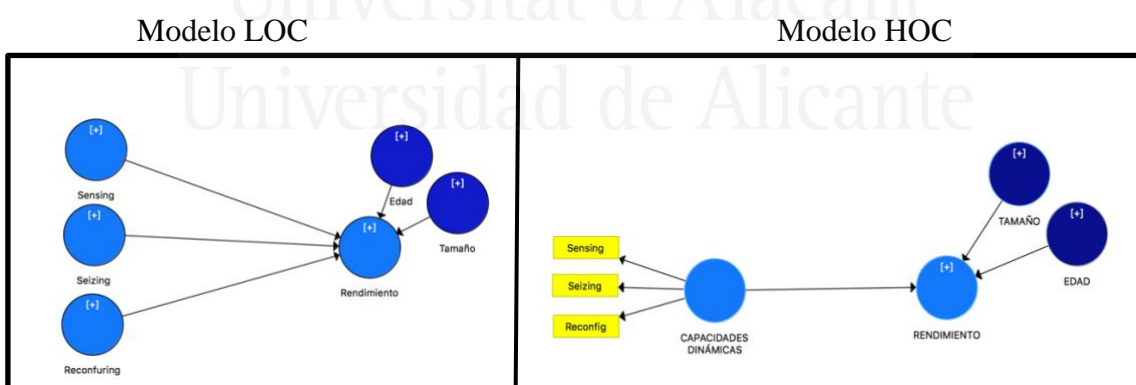 Universitat d'Alacant
Modelo LOC
Modelo HOC
Universidad de Alicante
[+]
Sensing
[+]
Seizing
[+]
Reconfuring
[+]
Edad
[+]
Tamaño
[+]
Rendimiento
Sensing
Seizing
Reconfig
CAPACIDADES
DINÁMICAS
[+]
TAMAÑO
[+]
EDAD
[+]
RENDIMIENTO